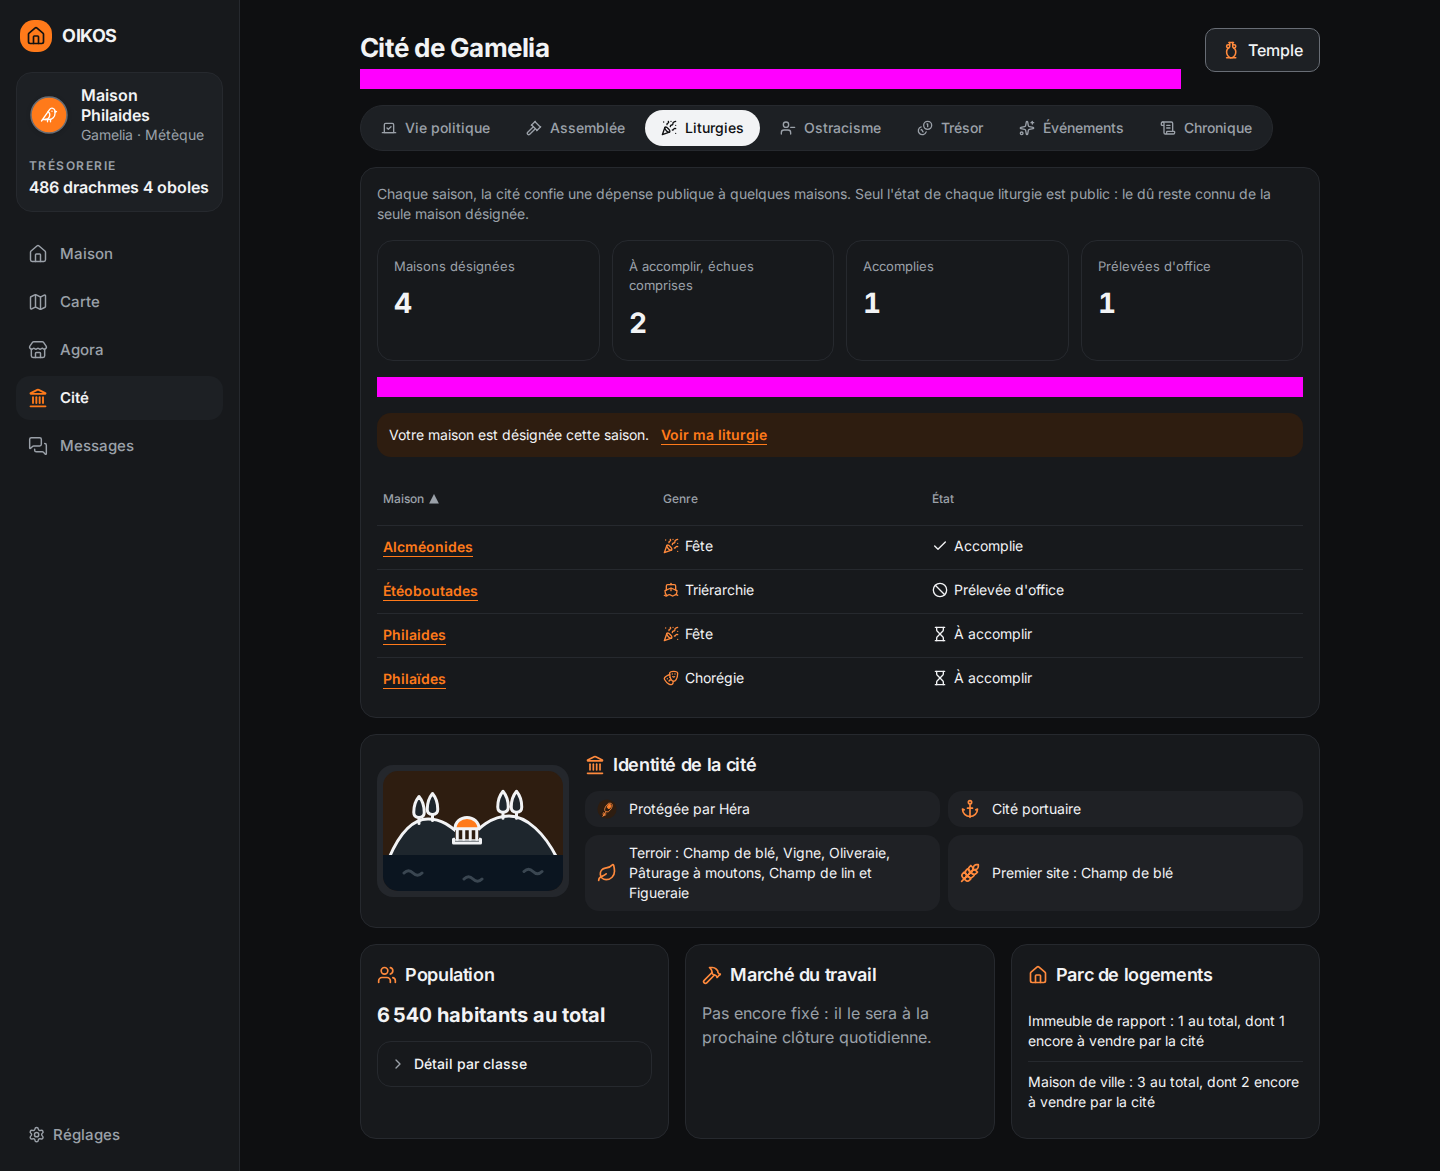 OIKOS
Maison
Philaides
Gamelia · Métèque
TRÉSORERIE
486 drachmes 4 oboles
Maison
Carte
Agora
Cité
Messages
Réglages
Cité de Gamelia
Temple
Vie politique
Assemblée
Liturgies
Ostracisme
Trésor
Événements
Chronique
Chaque saison, la cité confie une dépense publique à quelques maisons. Seul l'état de chaque liturgie est public : le dû reste connu de la
seule maison désignée.
Maisons désignées
4
À accomplir, échues
comprises
2
Accomplies
1
Prélevées d'office
1
Votre maison est désignée cette saison. Voir ma liturgie
Maison ▲ Genre État
Alcméonides Fête Accomplie
Étéoboutades Triérarchie Prélevée d'office
Philaides Fête À accomplir
Philaïdes Chorégie À accomplir
Identité de la cité
Protégée par Héra
Cité portuaire
Terroir : Champ de blé, Vigne, Oliveraie,
Pâturage à moutons, Champ de lin et
Figueraie
Premier site : Champ de blé
Population
6 540 habitants au total
Détail par classe
Marché du travail
Pas encore fixé : il le sera à la
prochaine clôture quotidienne.
Parc de logements
Immeuble de rapport : 1 au total, dont 1
encore à vendre par la cité
Maison de ville : 3 au total, dont 2 encore
à vendre par la cité